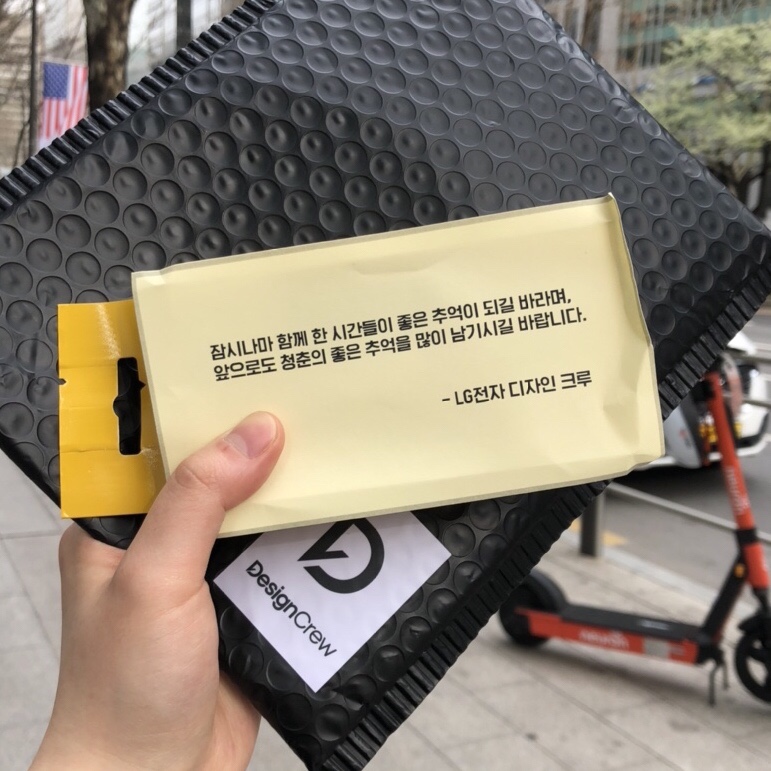 잠시나마 함께 한 시간들이 좋은 추억이 되길 바라며,
앞으로도 청춘의 좋은 추억을 많이 남기시길 바랍니다.
- LG전자 디자인 크루
DesignCrew